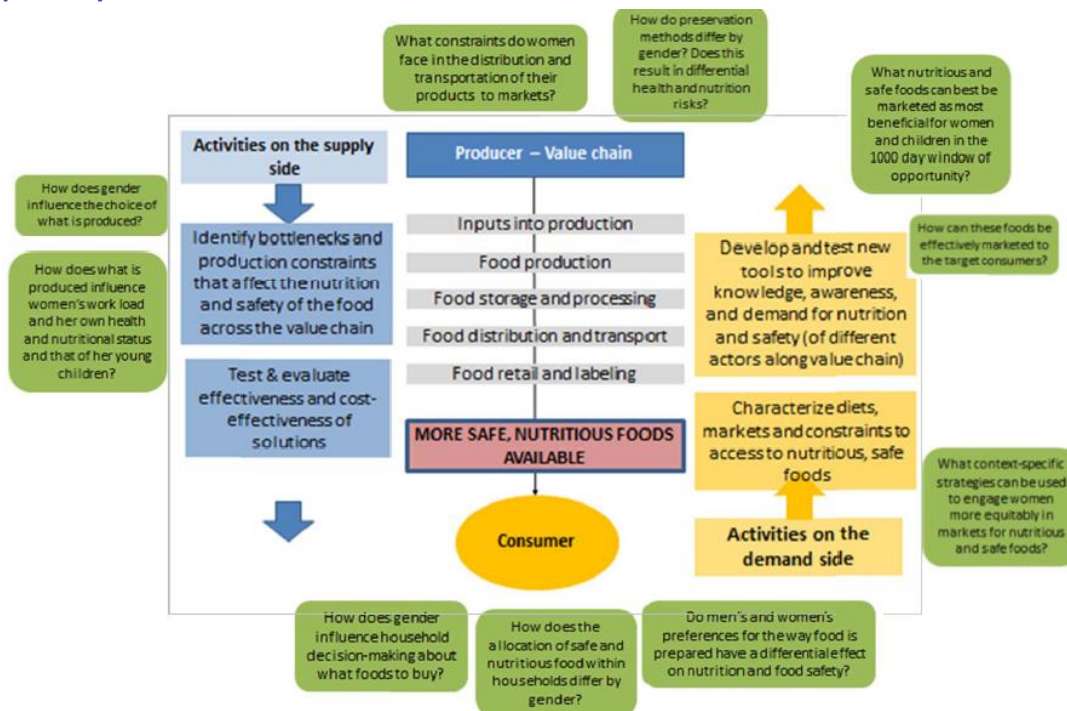 What constraints do women
face in the distribution and
transportation of their
products to markets?
How do preservation
methods differ by
gender? Does this
result in differential
health and nutrition
risks?
What nutritious and
safe foods can best be
marketed as most
beneficial for women
and children in the
1000 day window of
opportunity?
Activities on the supply
side
Producer – Value chain
How does gender
influence the choice of
what is produced?
How does what is
produced influence
women's work load
and her own health
and nutritional status
and that of her young
children?
Identify bottlenecks and
production constraints
that affect the nutrition
and safety of the food
across the value chain
Test & evaluate
effectiveness and cost-
effectiveness of
solutions
Inputs into production
Food production
Food storage and processing
Food distribution and transport
Food retail and labeling
MORE SAFE, NUTRITIOUS FOODS
AVAILABLE
Consumer
How can these foods be
effectively marketed to
the target consumers?
Develop and test new
tools to improve
knowledge, awareness,
and demand for nutrition
and safety (of different
actors along value chain)
Characterize diets,
markets and constraints to
access to nutritious, safe
foods
Activities on the
demand side
What context-specific
strategies can be used
to engage women
more equitably in
markets for nutritious
and safe foods?
How does gender
influence household
decision-making about
what foods to buy?
How does the
allocation of safe and
nutritious food within
households differ by
gender?
Do men's and women's
preferences for the way food is
prepared have a differential effect
on nutrition and food safety?